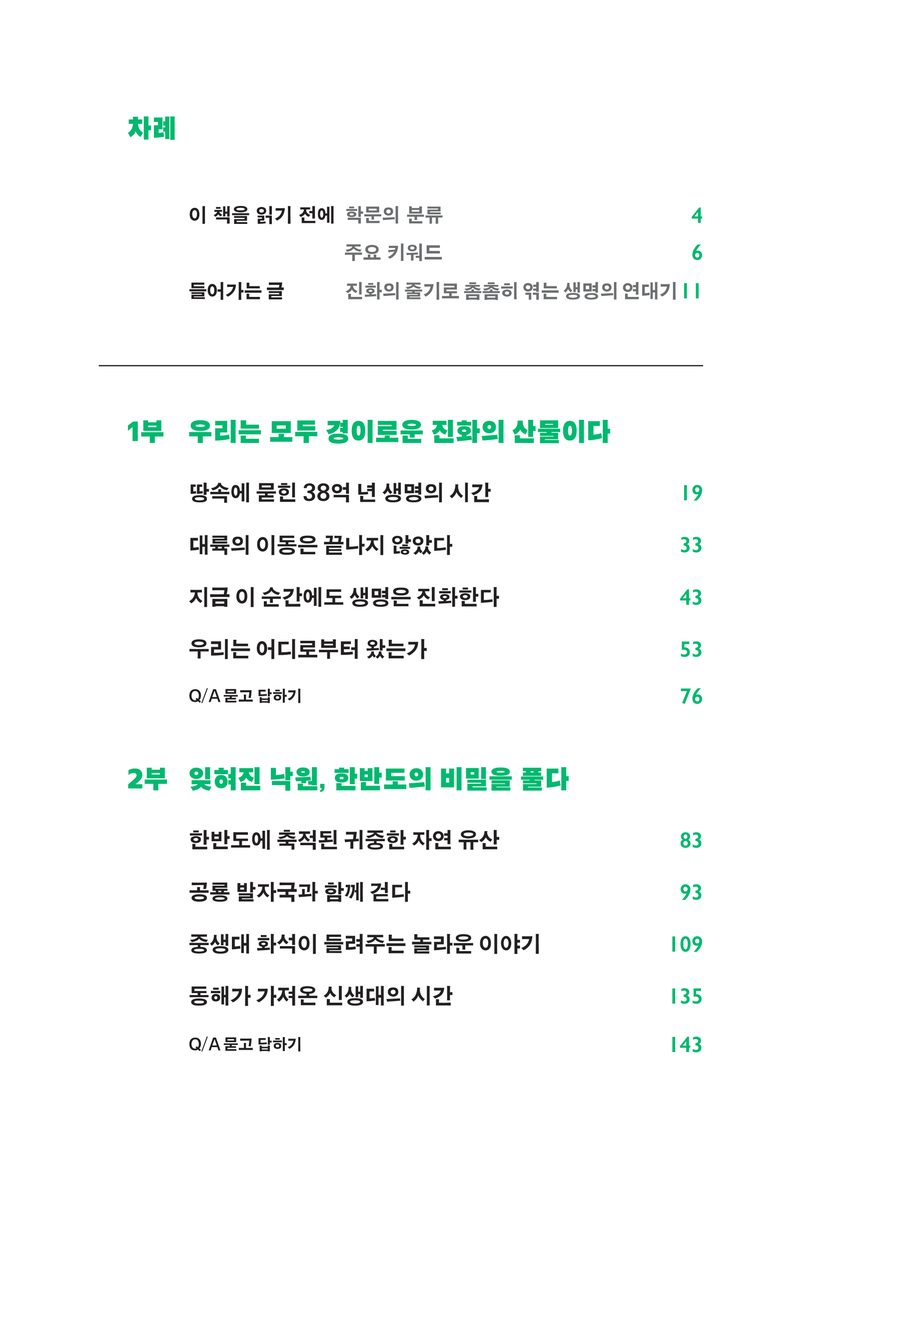 차례
이 책을 읽기 전에 학문의 분류 4
주요 키워드 6
들어가는 글 진화의 줄기로 촘촘히 엮는 생명의 연대기 11
1부 우리는 모두 경이로운 진화의 산물이다
땅속에 묻힌 38억 년 생명의 시간 19
대륙의 이동은 끝나지 않았다 33
지금 이 순간에도 생명은 진화한다 43
우리는 어디로부터 왔는가 53
Q/A 묻고 답하기 76
2부 잊혀진 낙원, 한반도의 비밀을 풀다
한반도에 축적된 귀중한 자연 유산 83
공룡 발자국과 함께 걷다 93
중생대 화석이 들려주는 놀라운 이야기 109
동해가 가져온 신생대의 시간 135
Q/A 묻고 답하기 143